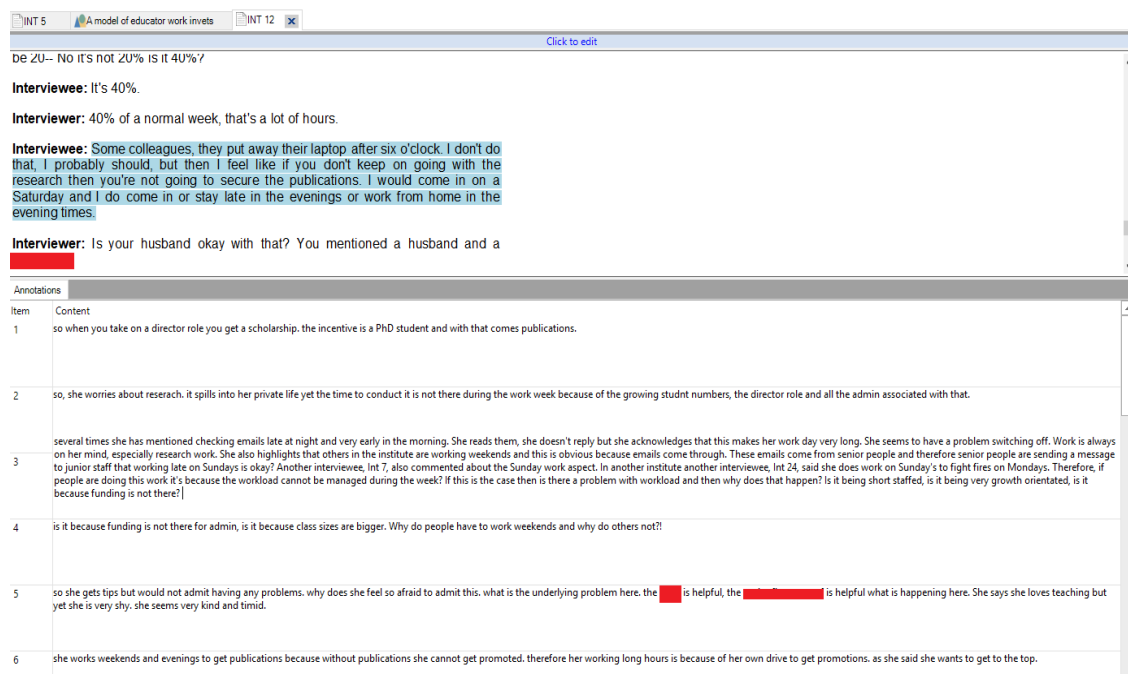 INT 5
A model of educator work invets
INT 12
Click to edit
be 20-- No it's not 20% is it 40%?
Interviewee: It's 40%.
Interviewer: 40% of a normal week, that's a lot of hours.
Interviewee: Some colleagues, they put away their laptop after six o'clock. I don't do
that, I probably should, but then I feel like if you don't keep on going with the
research then you're not going to secure the publications. I would come in on a
Saturday and I do come in or stay late in the evenings or work from home in the
evening times.
Interviewer: Is your husband okay with that? You mentioned a husband and a
Annotations
Item Content
1 so when you take on a director role you get a scholarship. the incentive is a PhD student and with that comes publications.
2 so, she worries about reserach. it spills into her private life yet the time to conduct it is not there during the work week because of the growing studnt numbers, the director role and all the admin associated with that.
several times she has mentioned checking emails late at night and very early in the morning. She reads them, she doesn't reply but she acknowledges that this makes her work day very long. She seems to have a problem switching off. Work is always
on her mind, especially research work. She also highlights that others in the institute are working weekends and this is obvious because emails come through. These emails come from senior people and therefore senior people are sending a message
3 to junior staff that working late on Sundays is okay? Another interviewee, Int 7, also commented about the Sunday work aspect. In another institute another interviewee, Int 24, said she does work on Sunday's to fight fires on Mondays. Therefore, if
people are doing this work it's because the workload cannot be managed during the week? If this is the case then is there a problem with workload and then why does that happen? Is it being short staffed, is it being very growth orientated, is it
because funding is not there?
4 is it because funding is not there for admin, is it because class sizes are bigger. Why do people have to work weekends and why do others not?!
5 so she gets tips but would not admit having any problems. why does she feel so afraid to admit this. what is the underlying problem here. the is helpful, the is helpful what is happening here. She says she loves teaching but
yet she is very shy. she seems very kind and timid.
6 she works weekends and evenings to get publications because without publications she cannot get promoted. therefore her working long hours is because of her own drive to get promotions. as she said she wants to get to the top.